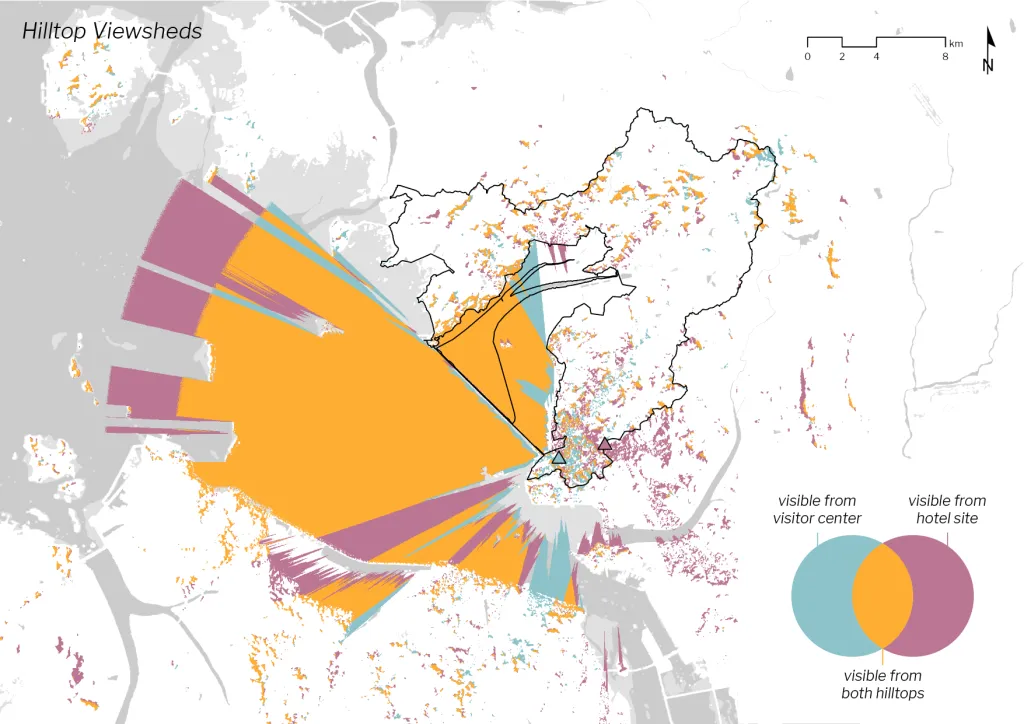 Hilltop Viewsheds
km
0 2 4 8
N
visible from
visitor center
visible from
hotel site
visible from
both hilltops